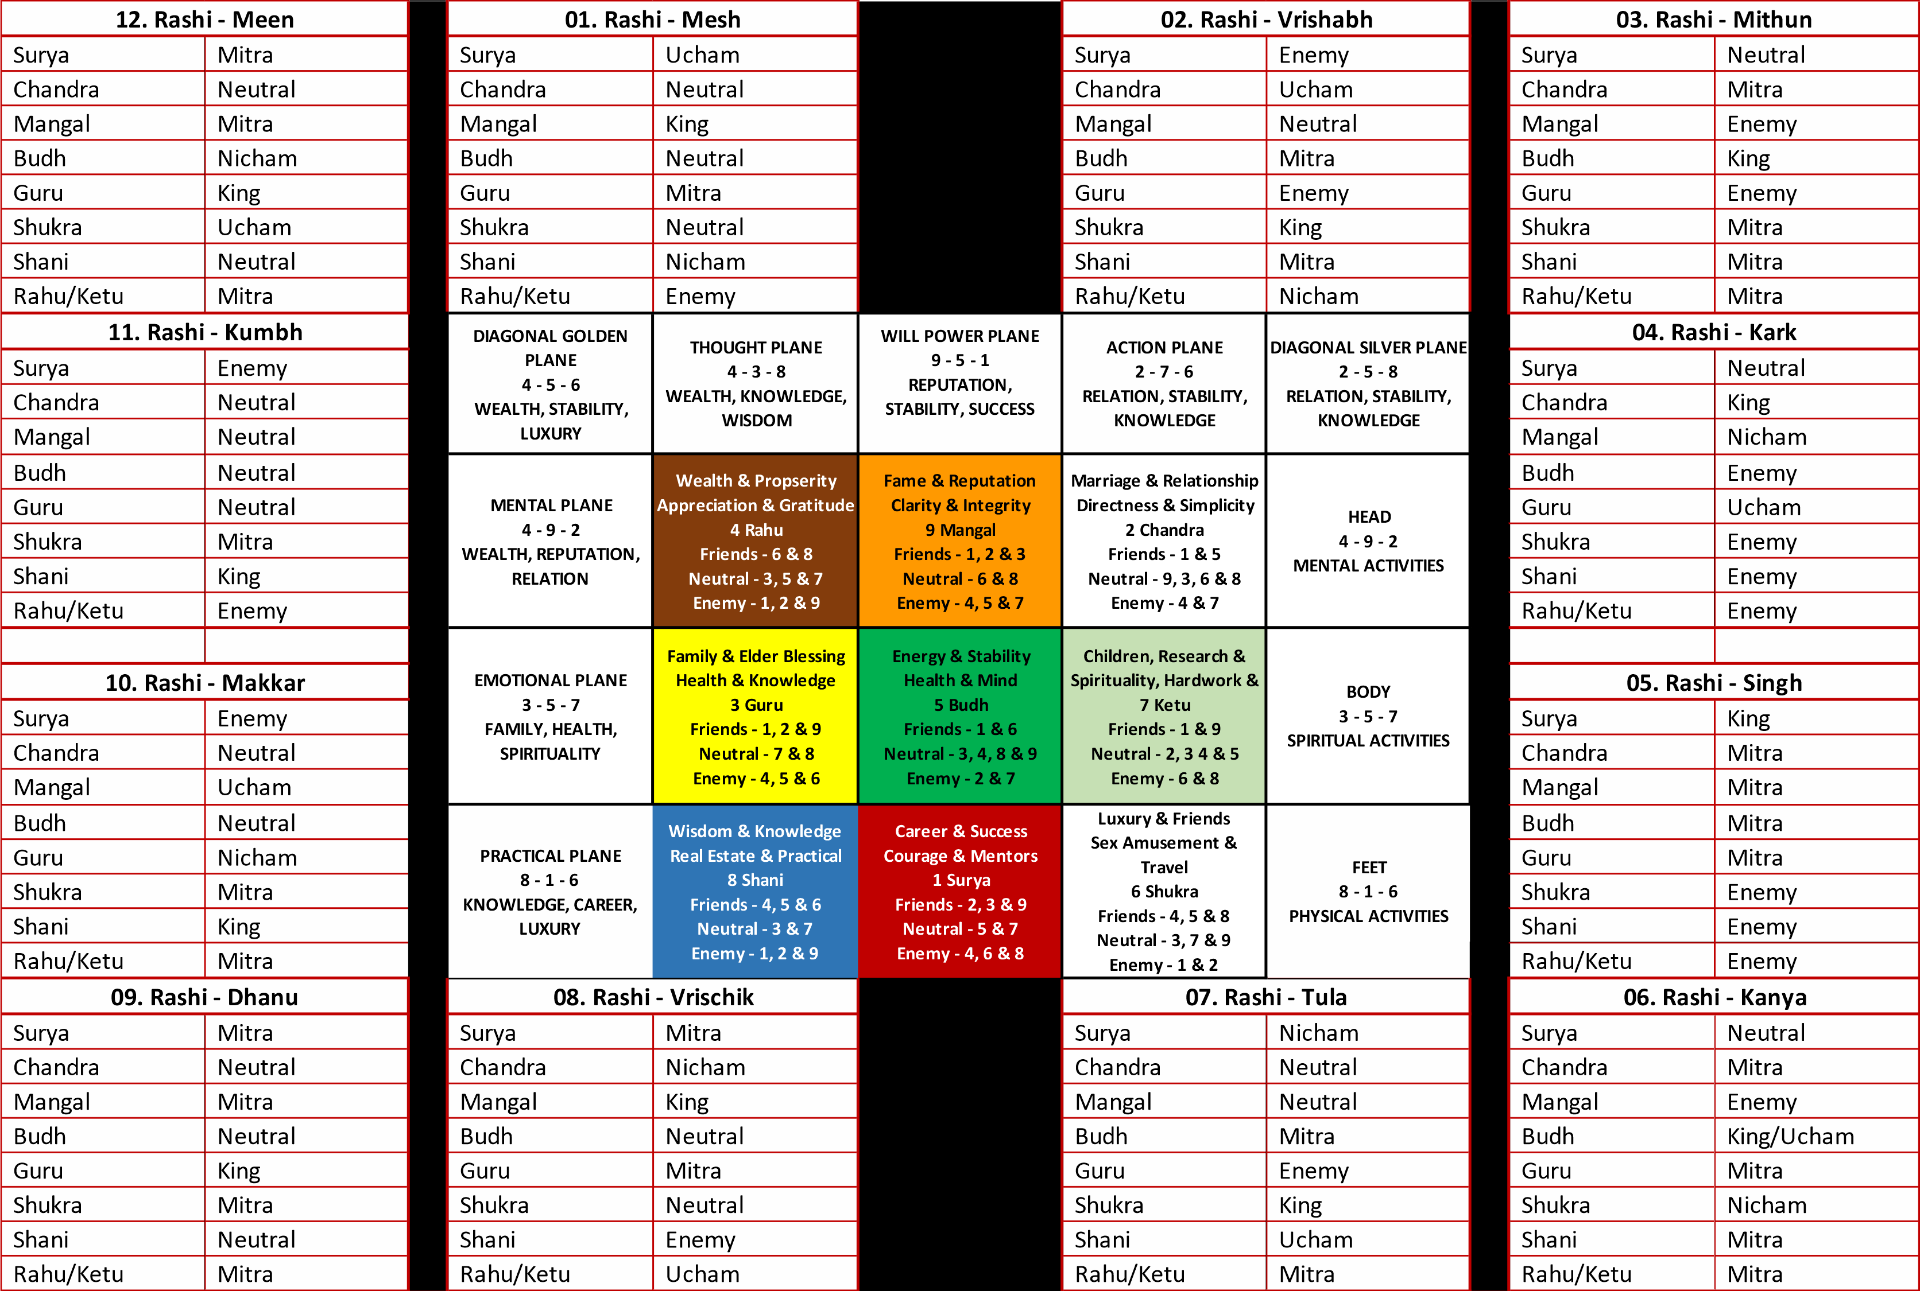 12. Rashi - Meen
Surya Mitra
Chandra Neutral
Mangal Mitra
Budh Nicham
Guru King
Shukra Ucham
Shani Neutral
Rahu/Ketu Mitra
01. Rashi - Mesh
Surya Ucham
Chandra Neutral
Mangal King
Budh Neutral
Guru Mitra
Shukra Neutral
Shani Nicham
Rahu/Ketu Enemy
02. Rashi - Vrishabh
Surya Enemy
Chandra Ucham
Mangal Neutral
Budh Mitra
Guru Enemy
Shukra King
Shani Mitra
Rahu/Ketu Nicham
03. Rashi - Mithun
Surya Neutral
Chandra Mitra
Mangal Enemy
Budh King
Guru Enemy
Shukra Mitra
Shani Mitra
Rahu/Ketu Mitra
11. Rashi - Kumbh
Surya Enemy
Chandra Neutral
Mangal Neutral
Budh Neutral
Guru Neutral
Shukra Mitra
Shani King
Rahu/Ketu Enemy
10. Rashi - Makkar
Surya Enemy
Chandra Neutral
Mangal Ucham
Budh Neutral
Guru Nicham
Shukra Mitra
Shani King
Rahu/Ketu Mitra
DIAGONAL GOLDEN
PLANE
4 - 5 - 6
WEALTH, STABILITY,
LUXURY
THOUGHT PLANE
4 - 3 - 8
WEALTH, KNOWLEDGE,
WISDOM
WILL POWER PLANE
9 - 5 - 1
REPUTATION,
STABILITY, SUCCESS
ACTION PLANE
2 - 7 - 6
RELATION, STABILITY,
KNOWLEDGE
DIAGONAL SILVER PLANE
2 - 5 - 8
RELATION, STABILITY,
KNOWLEDGE
MENTAL PLANE
4 - 9 - 2
WEALTH, REPUTATION,
RELATION
Wealth & Propserity
Appreciation & Gratitude
4 Rahu
Friends - 6 & 8
Neutral - 3, 5 & 7
Enemy - 1, 2 & 9
Fame & Reputation
Clarity & Integrity
9 Mangal
Friends - 1, 2 & 3
Neutral - 6 & 8
Enemy - 4, 5 & 7
Marriage & Relationship
Directness & Simplicity
2 Chandra
Friends - 1 & 5
Neutral - 9, 3, 6 & 8
Enemy - 4 & 7
HEAD
4 - 9 - 2
MENTAL ACTIVITIES
EMOTIONAL PLANE
3 - 5 - 7
FAMILY, HEALTH,
SPIRITUALITY
Family & Elder Blessing
Health & Knowledge
3 Guru
Friends - 1, 2 & 9
Neutral - 7 & 8
Enemy - 4, 5 & 6
Energy & Stability
Health & Mind
5 Budh
Friends - 1 & 6
Neutral - 3, 4, 8 & 9
Enemy - 2 & 7
Children, Research &
Spirituality, Hardwork &
7 Ketu
Friends - 1 & 9
Neutral - 2, 3 4 & 5
Enemy - 6 & 8
BODY
3 - 5 - 7
SPIRITUAL ACTIVITIES
PRACTICAL PLANE
8 - 1 - 6
KNOWLEDGE, CAREER,
LUXURY
Wisdom & Knowledge
Real Estate & Practical
8 Shani
Friends - 4, 5 & 6
Neutral - 3 & 7
Enemy - 1, 2 & 9
Career & Success
Courage & Mentors
1 Surya
Friends - 2, 3 & 9
Neutral - 5 & 7
Enemy - 4, 6 & 8
Luxury & Friends
Sex Amusement &
Travel
6 Shukra
Friends - 4, 5 & 8
Neutral - 3, 7 & 9
Enemy - 1 & 2
FEET
8 - 1 - 6
PHYSICAL ACTIVITIES
04. Rashi - Kark
Surya Neutral
Chandra King
Mangal Nicham
Budh Enemy
Guru Ucham
Shukra Enemy
Shani Enemy
Rahu/Ketu Enemy
05. Rashi - Singh
Surya King
Chandra Mitra
Mangal Mitra
Budh Mitra
Guru Mitra
Shukra Enemy
Shani Enemy
Rahu/Ketu Enemy
09. Rashi - Dhanu
Surya Mitra
Chandra Neutral
Mangal Mitra
Budh Neutral
Guru King
Shukra Mitra
Shani Neutral
Rahu/Ketu Mitra
08. Rashi - Vrischik
Surya Mitra
Chandra Nicham
Mangal King
Budh Neutral
Guru Mitra
Shukra Neutral
Shani Enemy
Rahu/Ketu Ucham
07. Rashi - Tula
Surya Nicham
Chandra Neutral
Mangal Neutral
Budh Mitra
Guru Enemy
Shukra King
Shani Ucham
Rahu/Ketu Mitra
06. Rashi - Kanya
Surya Neutral
Chandra Mitra
Mangal Enemy
Budh King/Ucham
Guru Mitra
Shukra Nicham
Shani Mitra
Rahu/Ketu Mitra